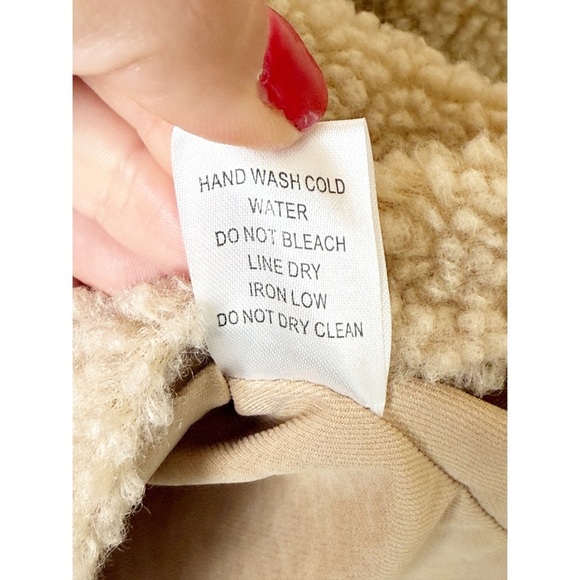 HAND WASH COLD
WATER
DO NOT BLEACH
LINE DRY
IRON LOW
DO NOT DRY CLEAN